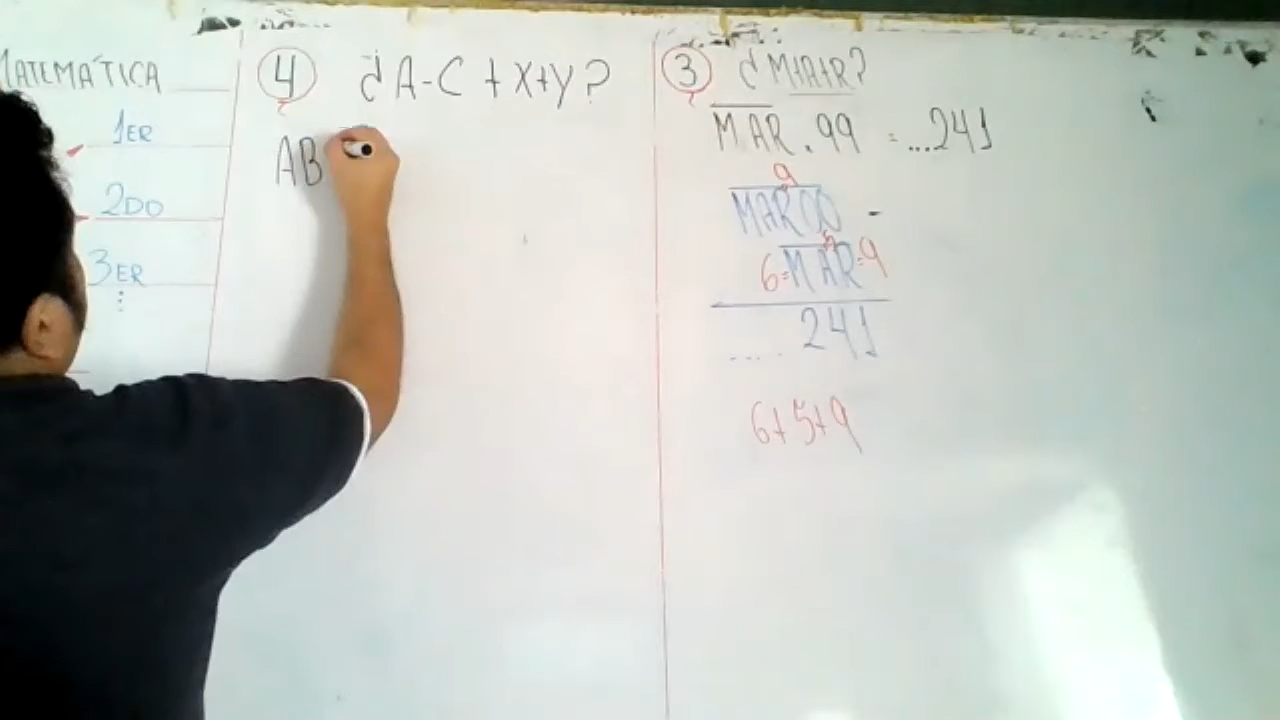 MATEMÁTICA
1ER
2DO
3ER
⋮
4 ¿A-C+X+Y?
AB
3 ¿M+A+R?
MAR.99 = ...241
9
MAR00 -
5
6=MAR=9
.....241
6+5+9